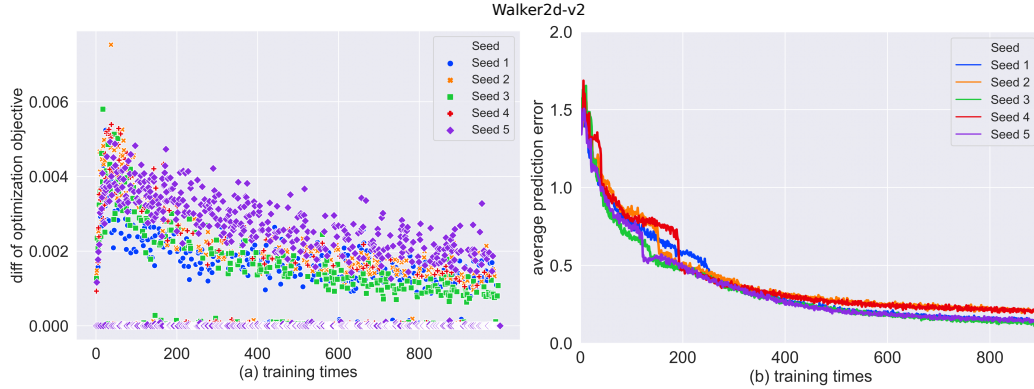 Walker2d-v2
diff of optimization objective
0.006
0.004
0.002
0.000
Seed
Seed 1
Seed 2
Seed 3
Seed 4
Seed 5
0 200 400 600 800
(a) training times
average prediction error
2.0
1.5
1.0
0.5
0.0
Seed
Seed 1
Seed 2
Seed 3
Seed 4
Seed 5
0 200 400 600 800
(b) training times